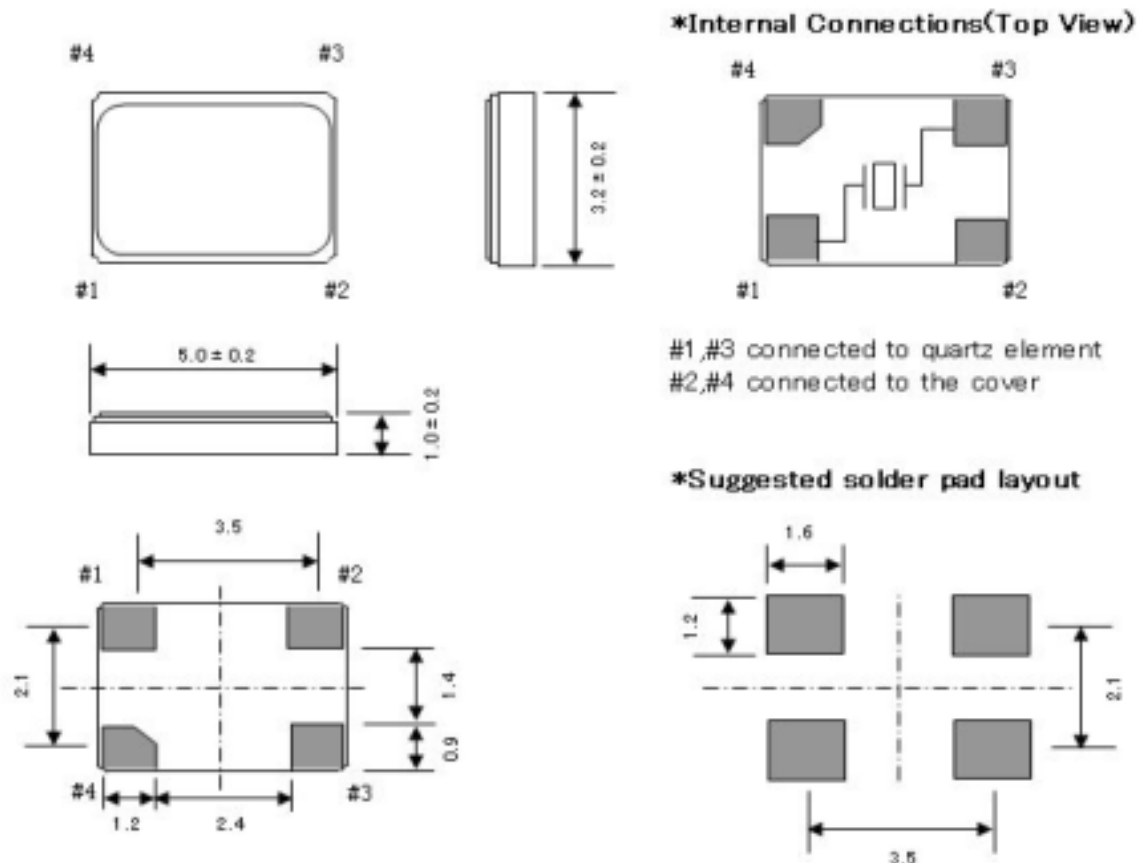 *Internal Connections(Top View)
#4 #3
#1 #2
3.2 ± 0.2
#4 #3
#1 #2
#1,#3 connected to quartz element
#2,#4 connected to the cover
5.0 ± 0.2
1.0 ± 0.2
*Suggested solder pad layout
3.5
#1 #2
2.1
1.4
0.9
#4 #3
1.2 2.4
1.6
1.2
2.1
3.5